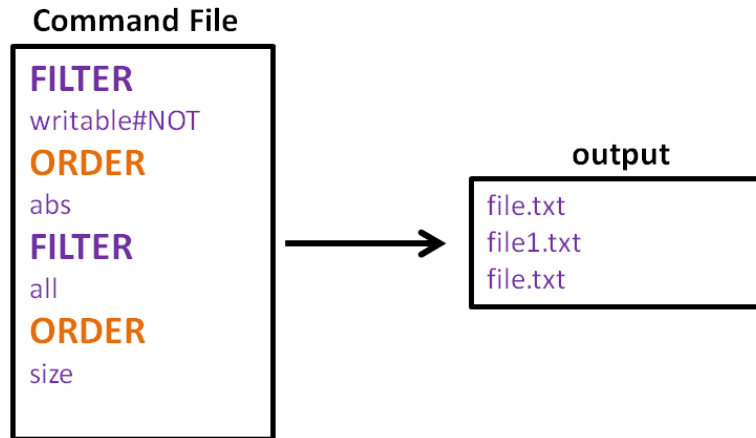 Command File
FILTER
writable#NOT
ORDER
abs
FILTER
all
ORDER
size
output
file.txt
file1.txt
file.txt